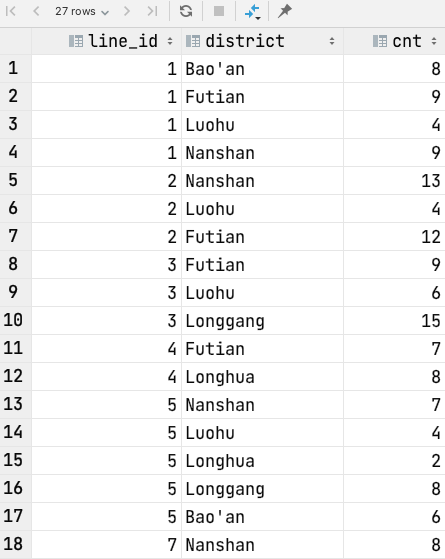 27 rows
line_id district cnt
1 1 Bao'an 8
2 1 Futian 9
3 1 Luohu 4
4 1 Nanshan 9
5 2 Nanshan 13
6 2 Luohu 4
7 2 Futian 12
8 3 Futian 9
9 3 Luohu 6
10 3 Longgang 15
11 4 Futian 7
12 4 Longhua 8
13 5 Nanshan 7
14 5 Luohu 4
15 5 Longhua 2
16 5 Longgang 8
17 5 Bao'an 6
18 7 Nanshan 8